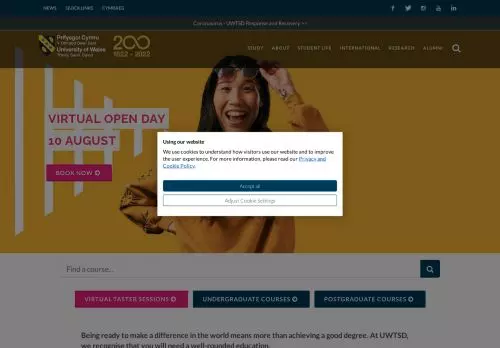 NEWS QUICKLINKS CYMRAEG
Coronavirus - UWTSD Response and Recovery >>
Prifysgol Cymru
Y Drindod Dewi Sant
University of Wales
Trinity Saint David
200
1822 – 2022
STUDY ABOUT STUDENT LIFE INTERNATIONAL RESEARCH ALUMNI
VIRTUAL OPEN DAY
10 AUGUST
BOOK NOW
Using our website
We use cookies to understand how visitors use our website and to improve
the user experience. For more information, please read our Privacy and
Cookie Policy.
Accept all
Adjust Cookie Settings
Find a course...
VIRTUAL TASTER SESSIONS
UNDERGRADUATE COURSES
POSTGRADUATE COURSES
Being ready to make a difference in the world means more than achieving a good degree. At UWTSD,
we recognise that you will need a well-rounded education.